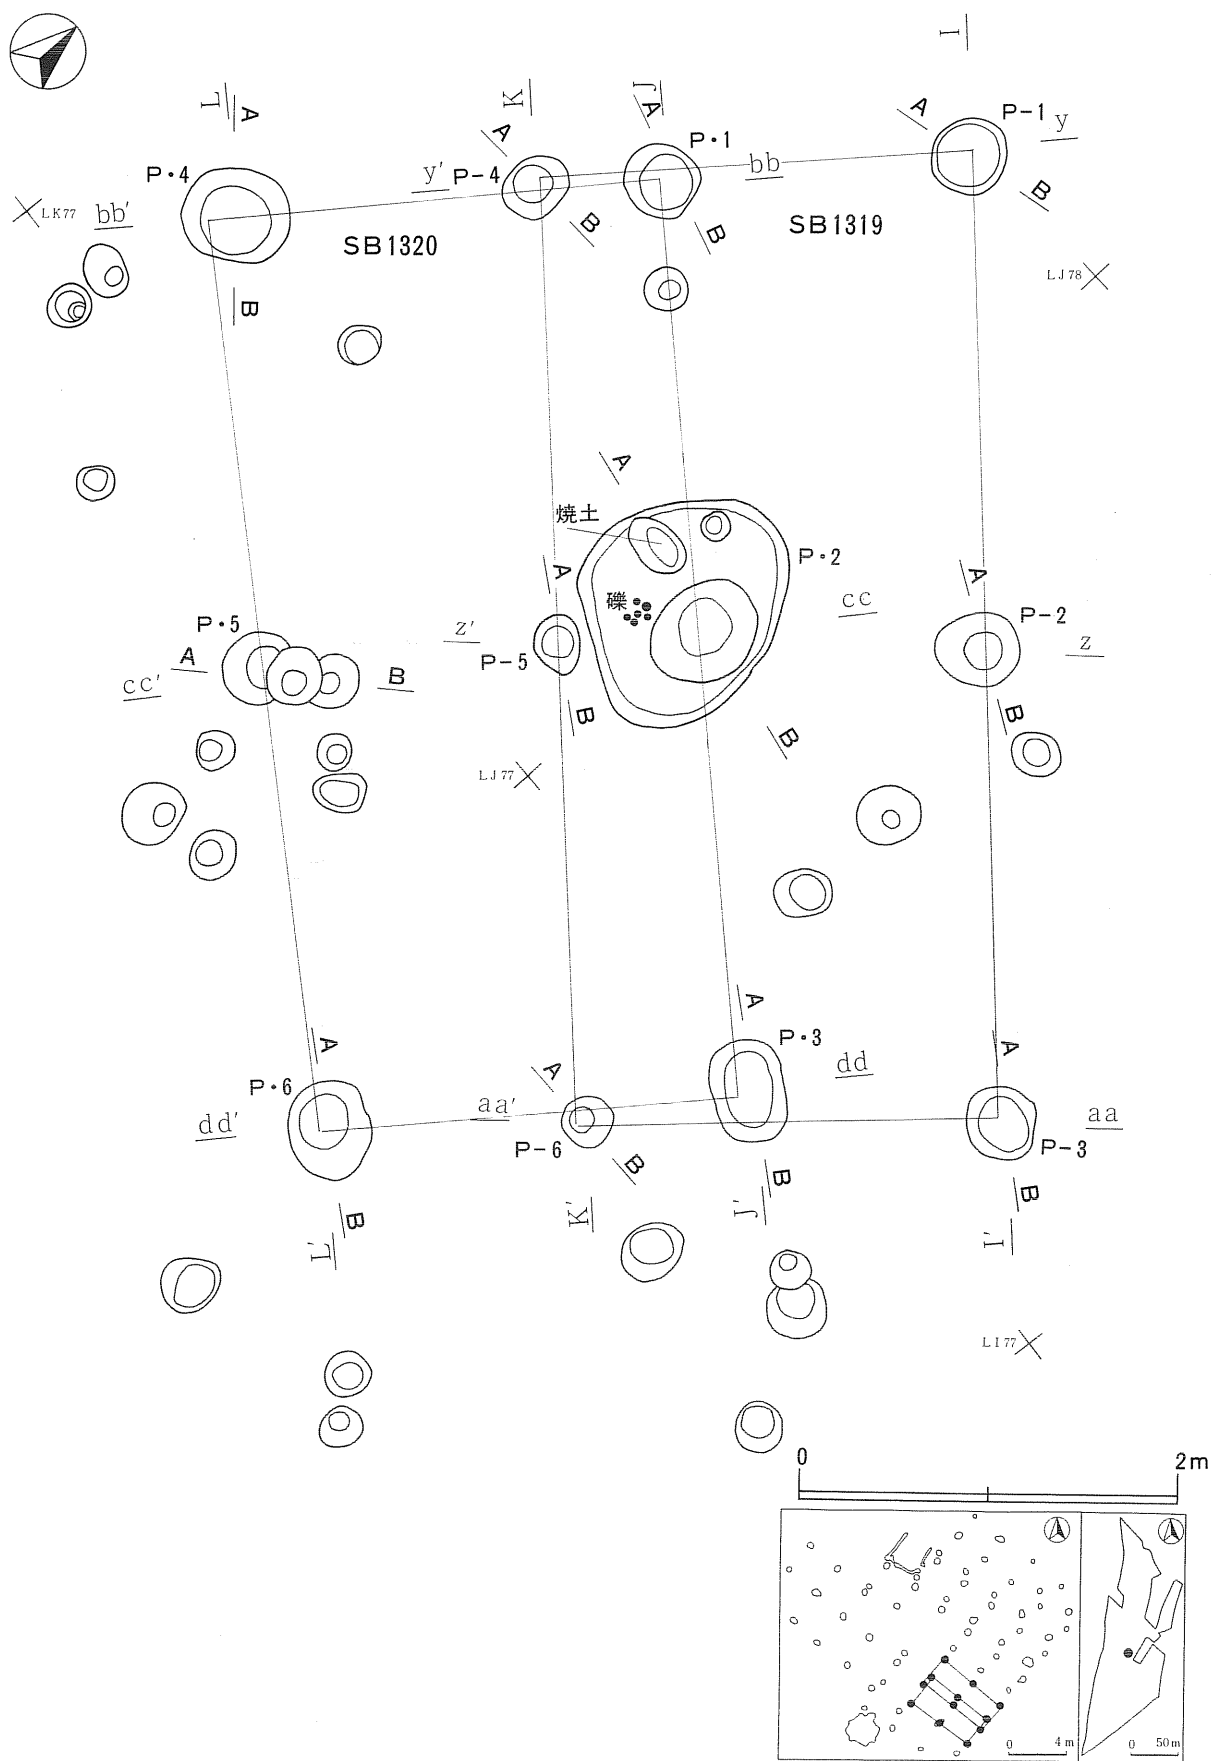 I
L
A
K
J
A
A
P-1
y
A
P・1
P・4
y'
P-4
bb
B
LK77
bb'
SB1320
B
B
SB1319
LJ78
B
A
焼土
P・2
A
A
礫
cc
P-2
P・5
z'
z
A
P-5
cc'
B
B
B
B
LJ77
A
P・3
A
A
dd
P・6
A
aa'
aa
dd'
P-6
P-3
B
B
B
K'
J'
B
I'
L'
LI77
0
2m
0
4m
0
50m